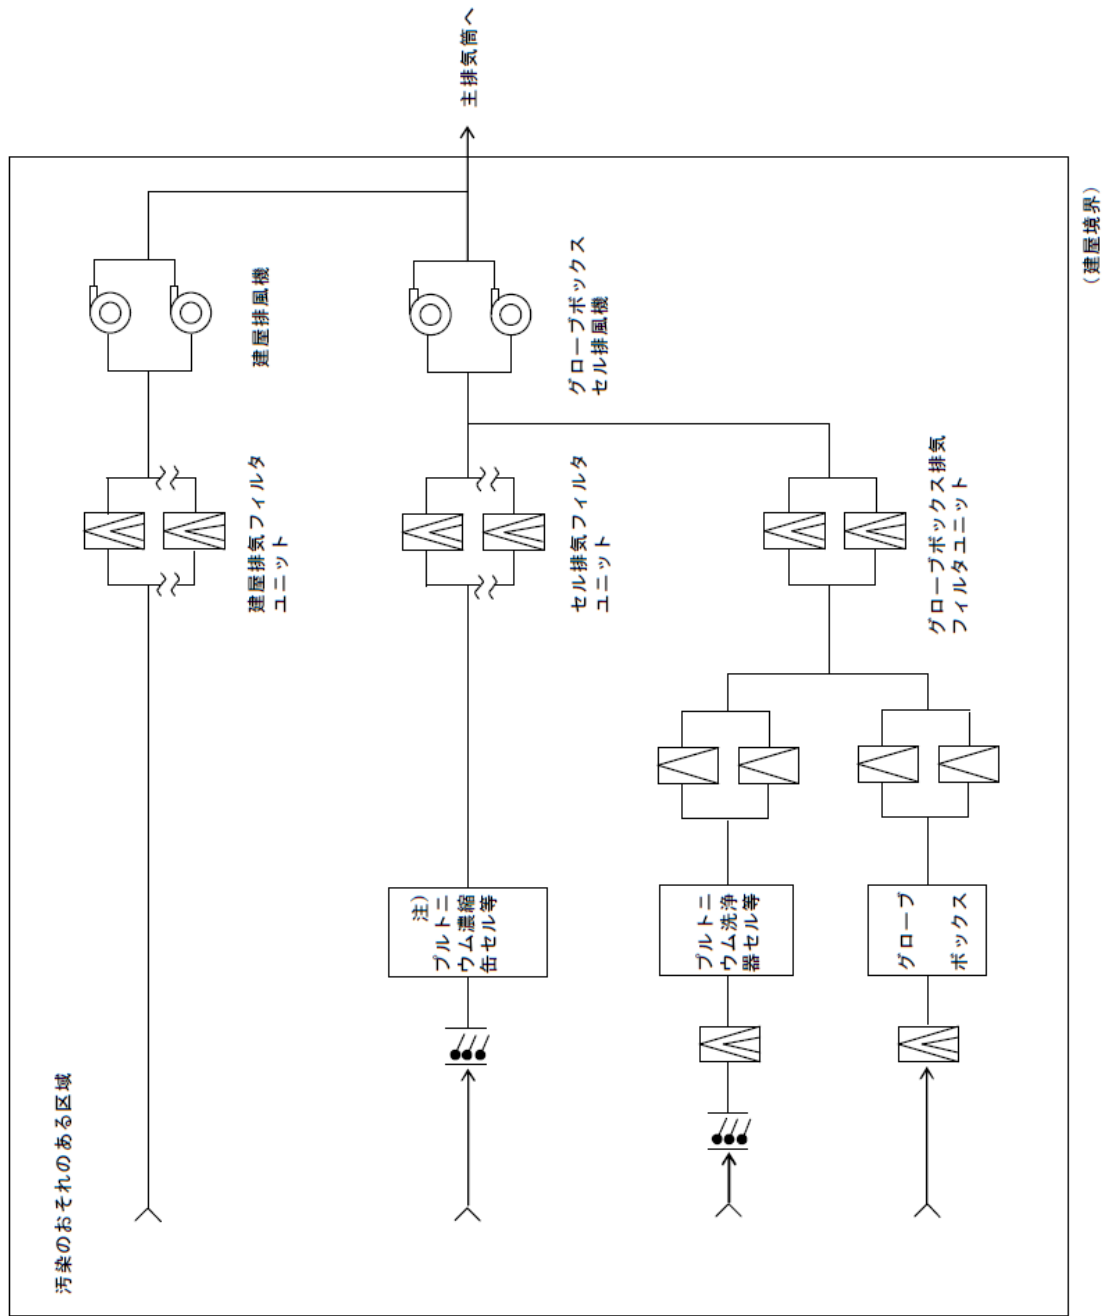 汚染のおそれのある区域
建屋排気フィルタ
ユニット
建屋排風機
主排気筒へ
注)
プルトニ
ウム濃縮
缶セル等
セル排気フィルタ
ユニット
グローブボックス
セル排風機
プルトニ
ウム洗浄
器セル等
グローブ
ボックス
グローブボックス排気
フィルタユニット
(建屋境界)